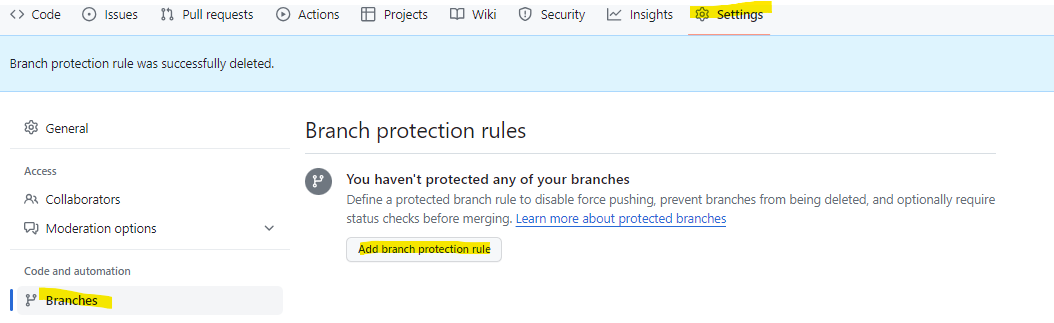 Code Issues Pull requests Actions Projects Wiki Security Insights Settings
Branch protection rule was successfully deleted.
General
Access
Collaborators
Moderation options
Code and automation
Branches
Branch protection rules
You haven't protected any of your branches
Define a protected branch rule to disable force pushing, prevent branches from being deleted, and optionally require
status checks before merging. Learn more about protected branches
Add branch protection rule